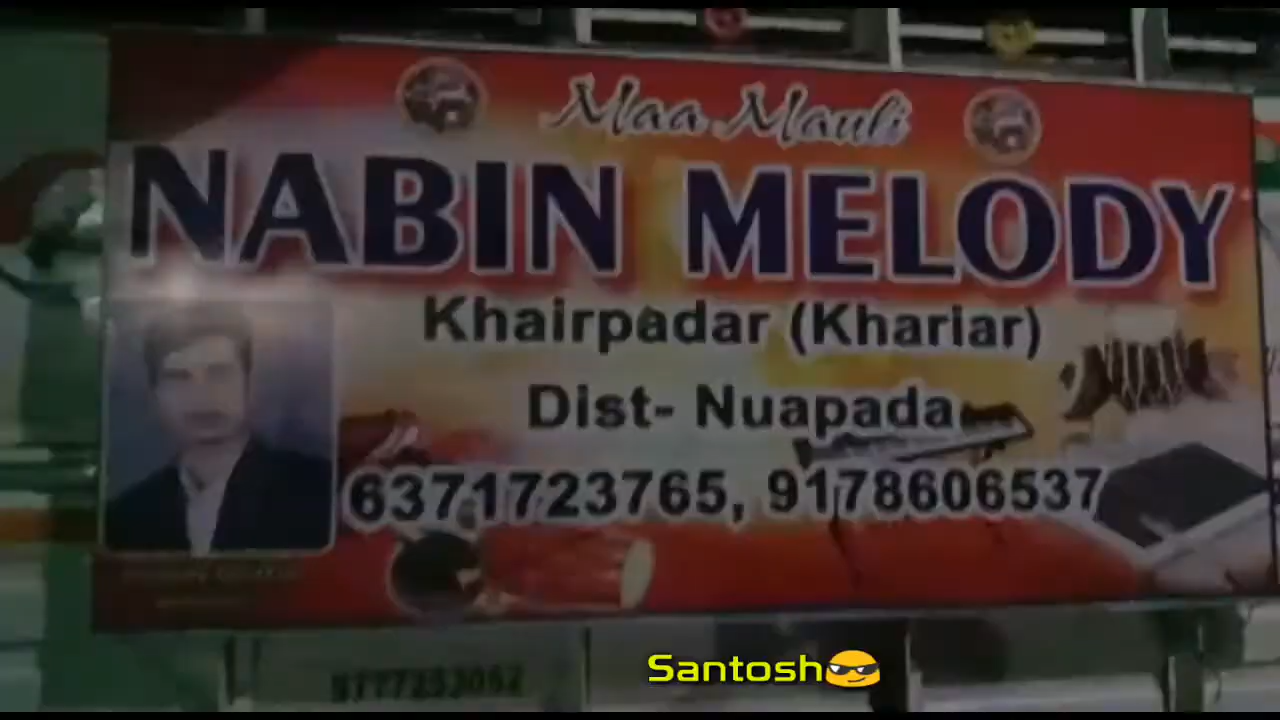 Maa Mauli
NABIN MELODY
Khairpadar (Khariar)
Dist- Nuapada
6371723765, 9178606537
Santosh😎